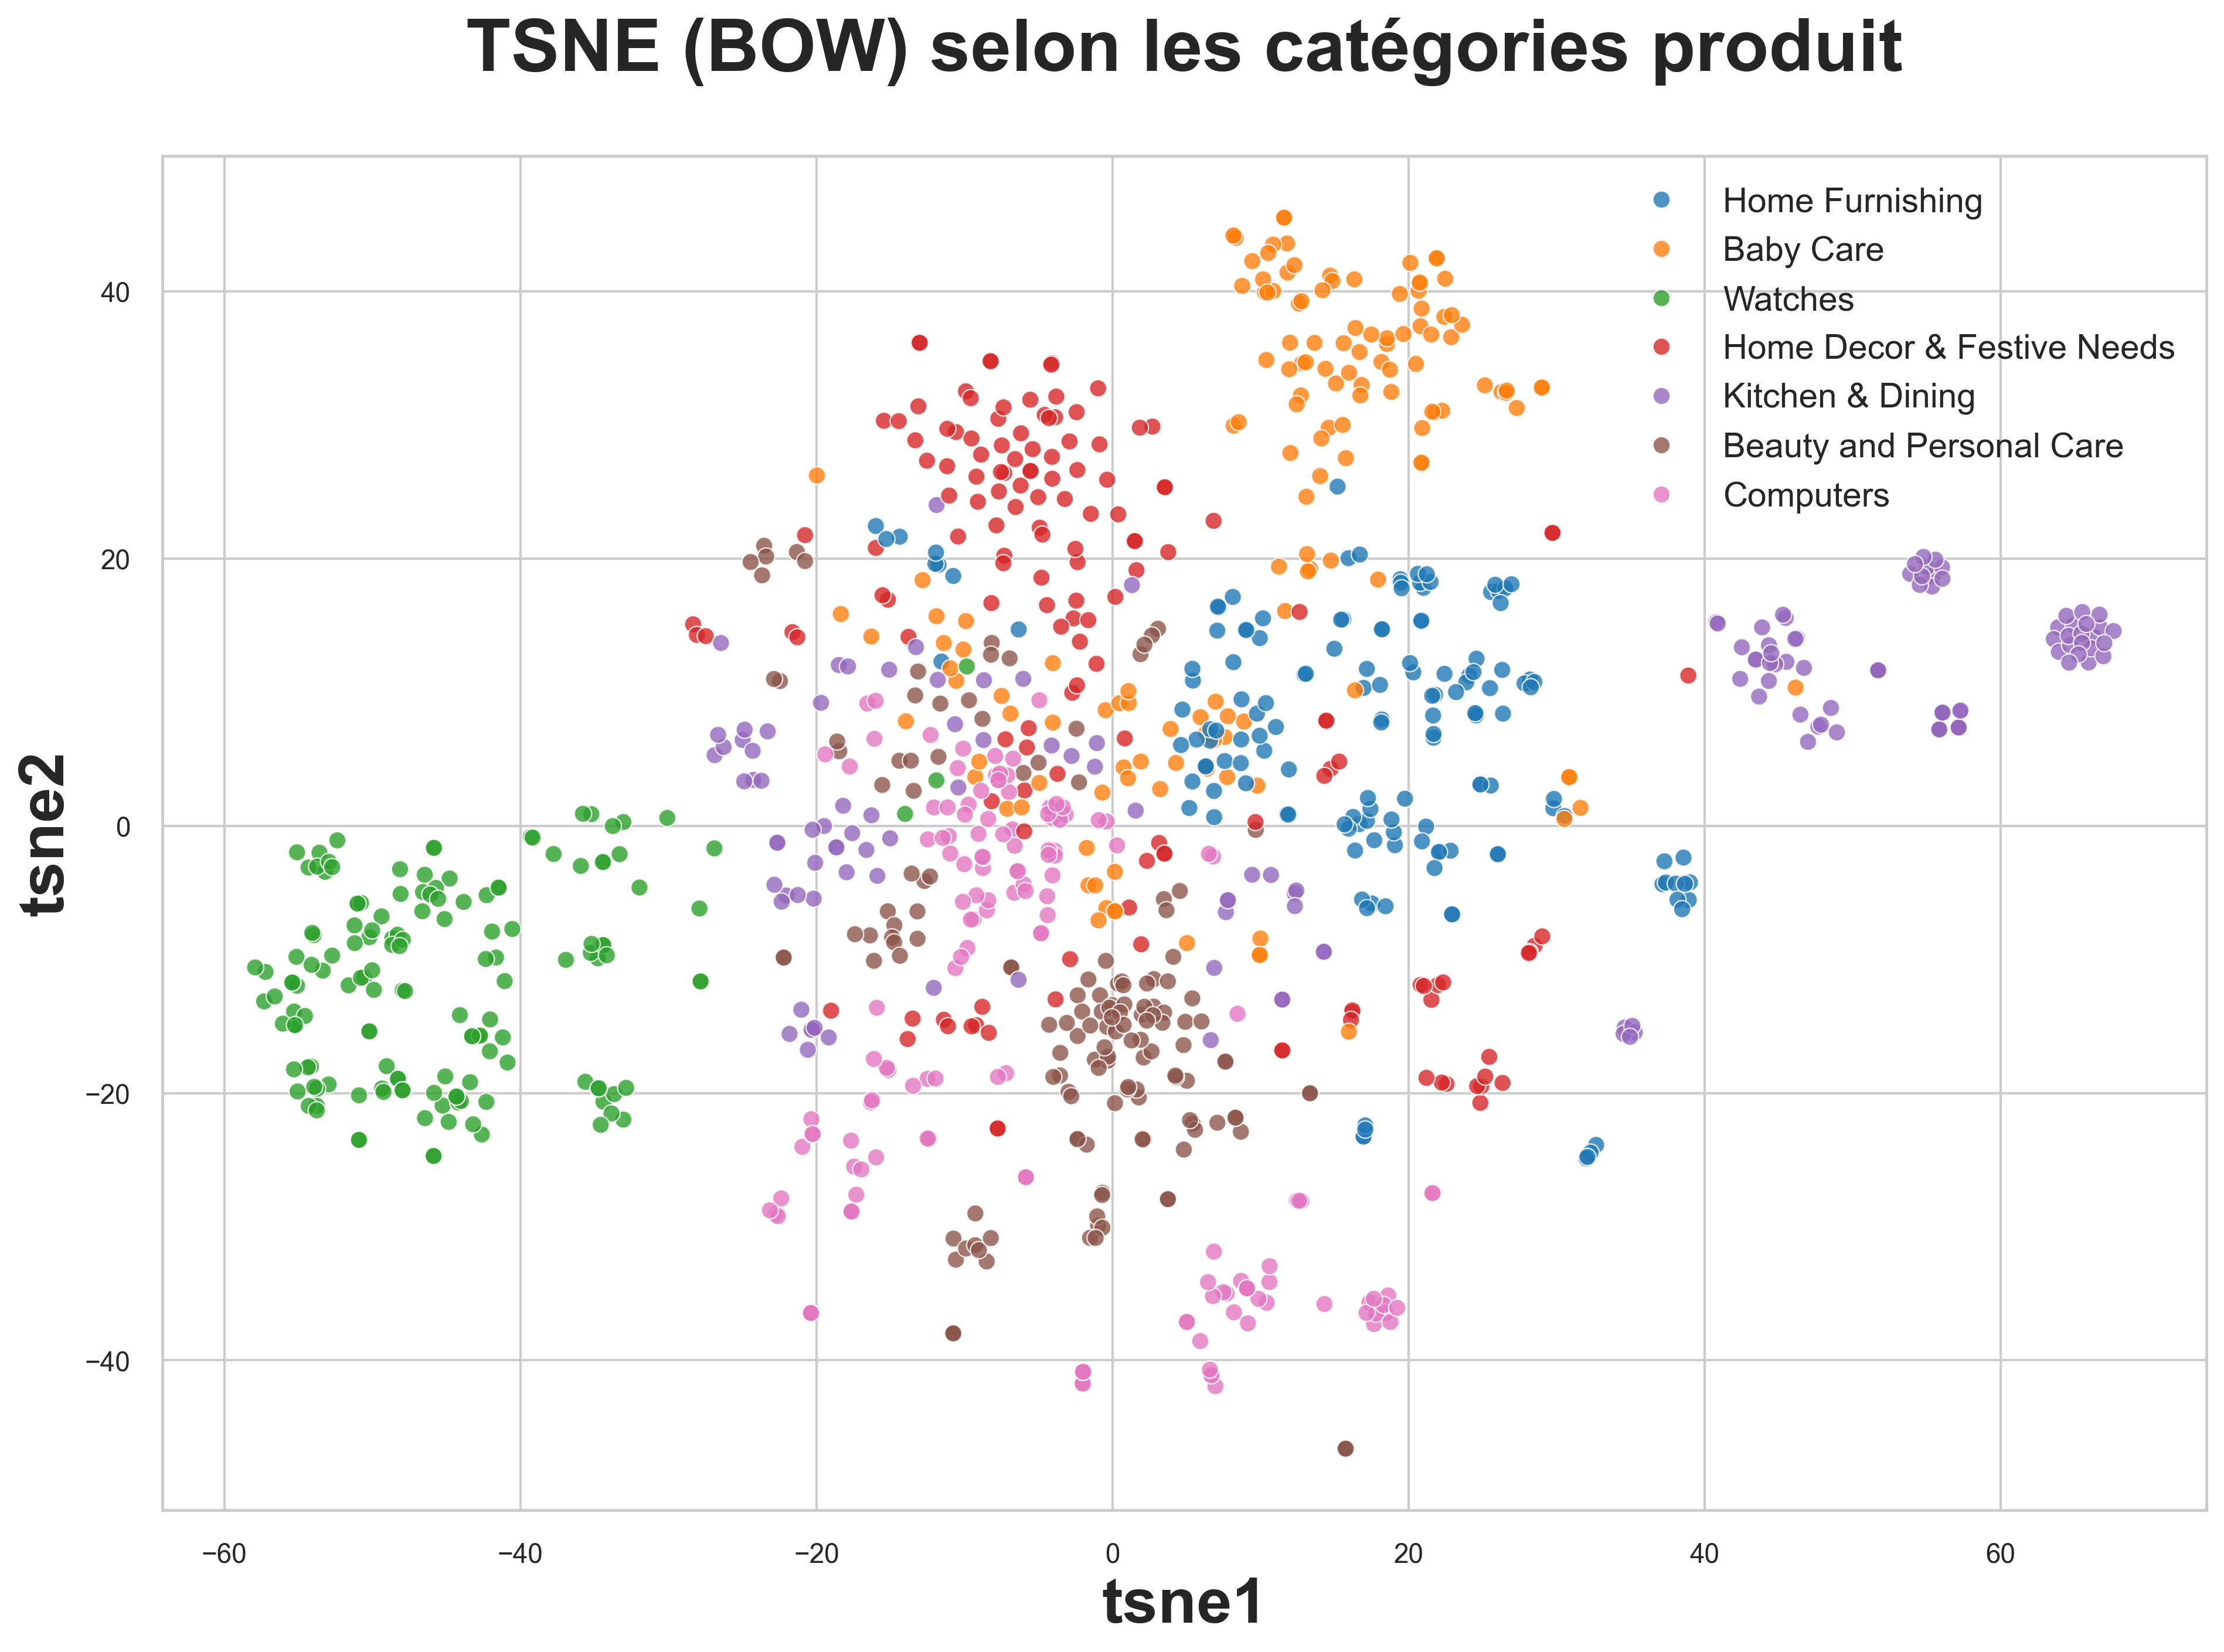 TSNE (BOW) selon les catégories produit
Home Furnishing
Baby Care
Watches
Home Decor & Festive Needs
Kitchen & Dining
Beauty and Personal Care
Computers
40
20
0
−20
−40
tsne2
−60
−40
−20
0
20
40
60
tsne1